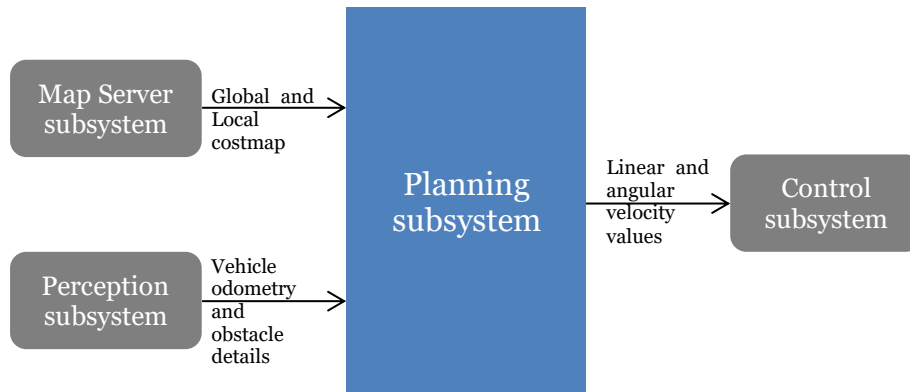 Map Server
subsystem
Global and
Local
costmap
Perception
subsystem
Vehicle
odometry
and
obstacle
details
Planning
subsystem
Linear and
angular
velocity
values
Control
subsystem